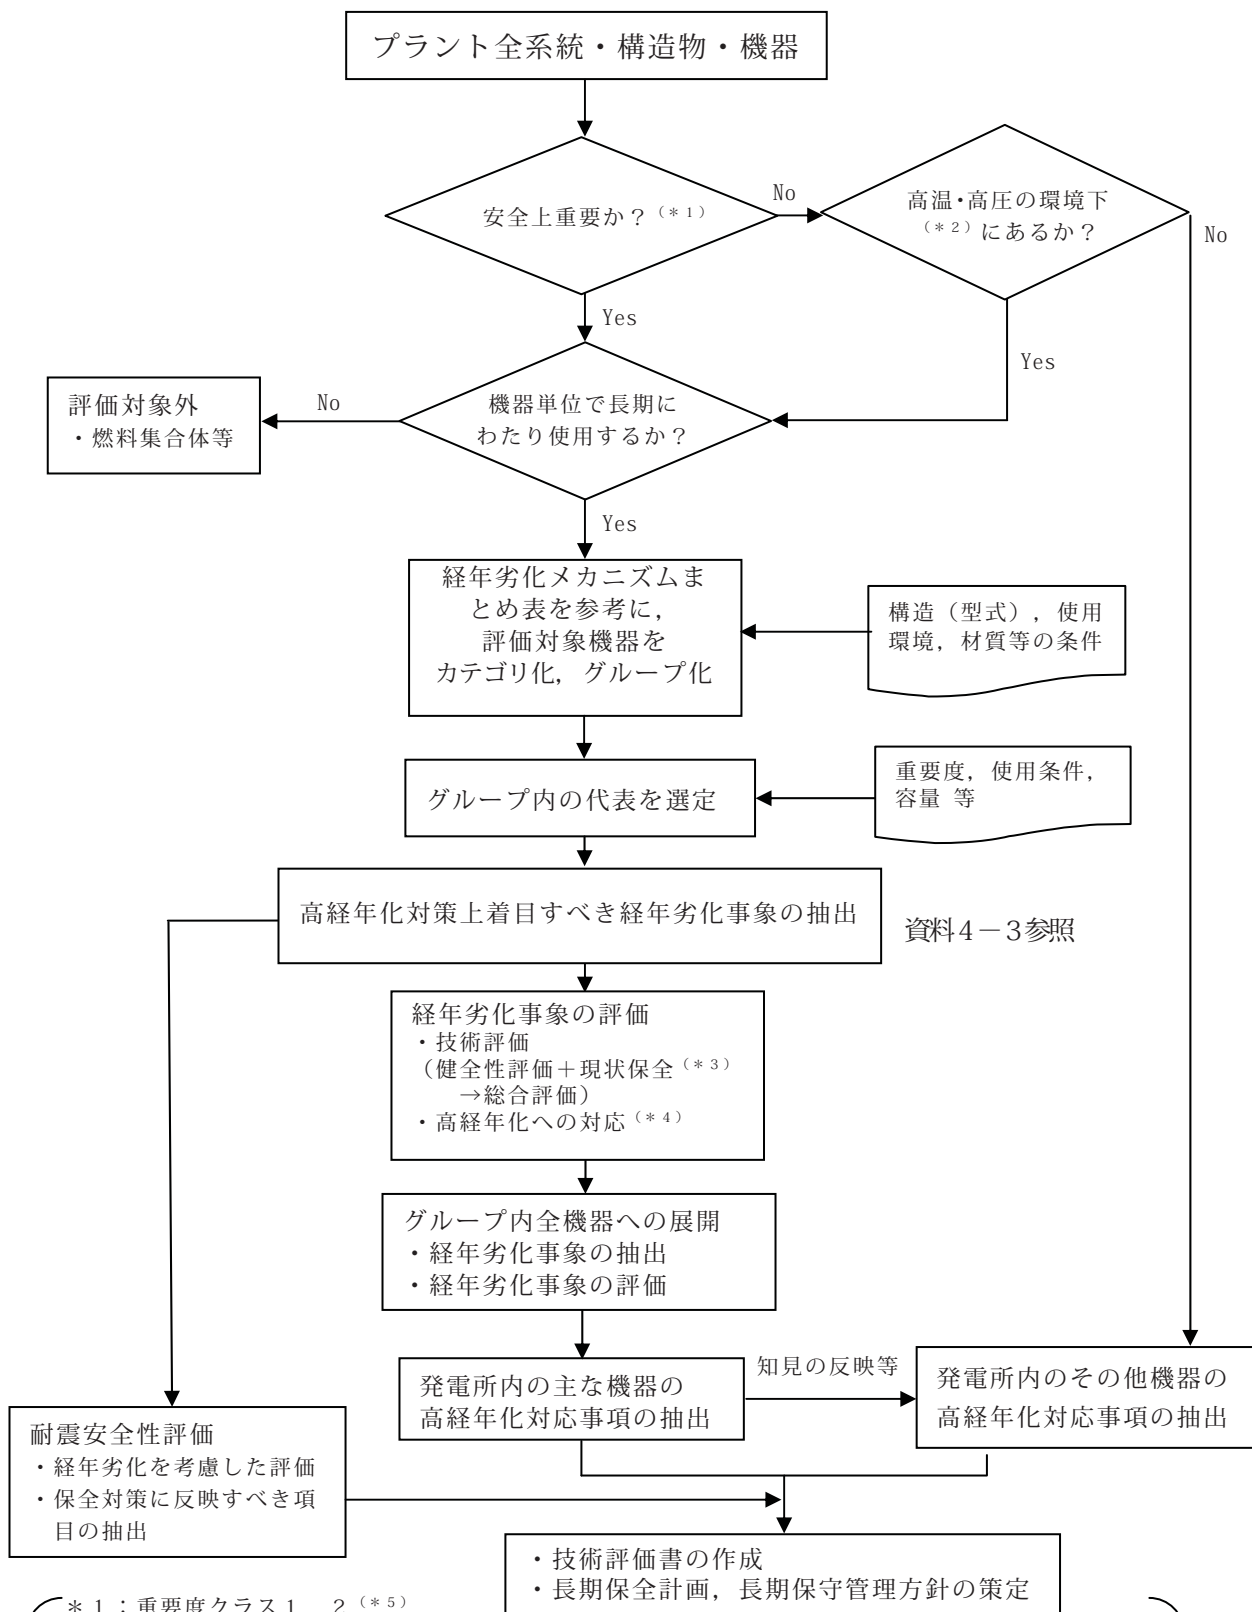 プラント全系統・構造物・機器
安全上重要か？(＊1)
No
高温・高圧の環境下
(＊2)にあるか？
No
Yes
Yes
機器単位で長期に
わたり使用するか？
No
評価対象外
・燃料集合体等
Yes
経年劣化メカニズムま
とめ表を参考に，
評価対象機器を
カテゴリ化，グループ化
構造（型式），使用
環境，材質等の条件
グループ内の代表を選定
重要度，使用条件，
容量 等
高経年化対策上着目すべき経年劣化事象の抽出
資料４－３参照
経年劣化事象の評価
・技術評価
（健全性評価＋現状保全(＊3)
→総合評価）
・高経年化への対応(＊4)
グループ内全機器への展開
・経年劣化事象の抽出
・経年劣化事象の評価
発電所内の主な機器の
高経年化対応事項の抽出
知見の反映等
発電所内のその他機器の
高経年化対応事項の抽出
耐震安全性評価
・経年劣化を考慮した評価
・保全対策に反映すべき項
目の抽出
・技術評価書の作成
・長期保全計画，長期保守管理方針の策定
＊１：重要度クラス１，２(＊5)